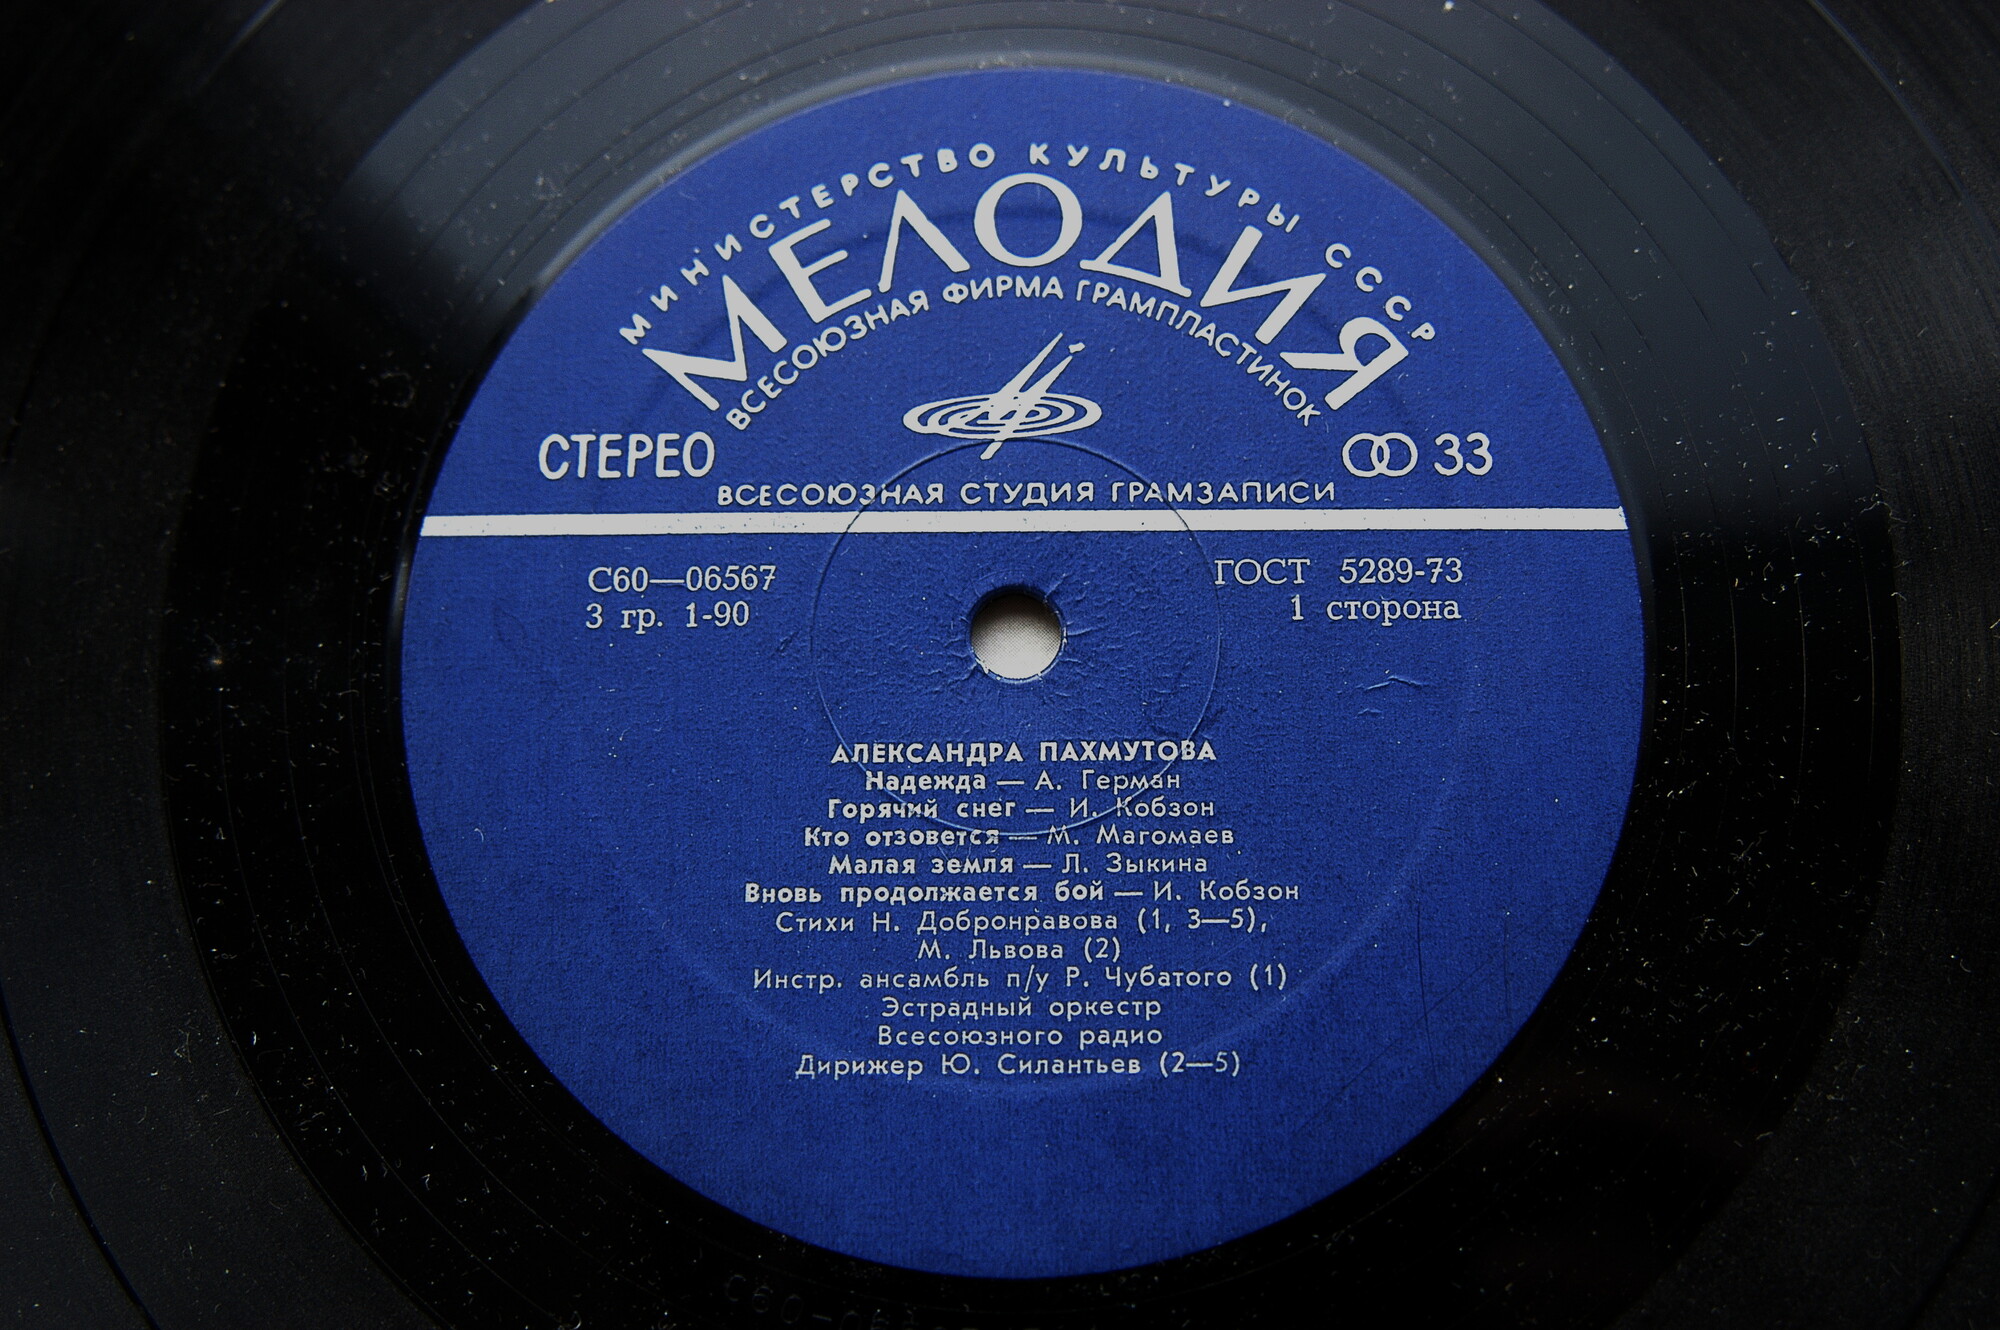 МИНИСТЕРСТВО КУЛЬТУРЫ СССР
МЕЛОДИЯ
ВСЕСОЮЗНАЯ ФИРМА ГРАМПЛАСТИНОК
СТЕРЕО
33
ВСЕСОЮЗНАЯ СТУДИЯ ГРАМЗАПИСИ
С60—06567
ГОСТ 5289-73
3 гр. 1-90
1 сторона
АЛЕКСАНДРА ПАХМУТОВА
Надежда — А. Герман
Горячий снег — И. Кобзон
Кто отзовется — М. Магомаев
Малая земля — Л. Зыкина
Вновь продолжается бой — И. Кобзон
Стихи Н. Добронравова (1, 3—5),
М. Львова (2)
Инстр. ансамбль п/у Р. Чубатого (1)
Эстрадный оркестр
Всесоюзного радио
Дирижер Ю. Силантьев (2—5)